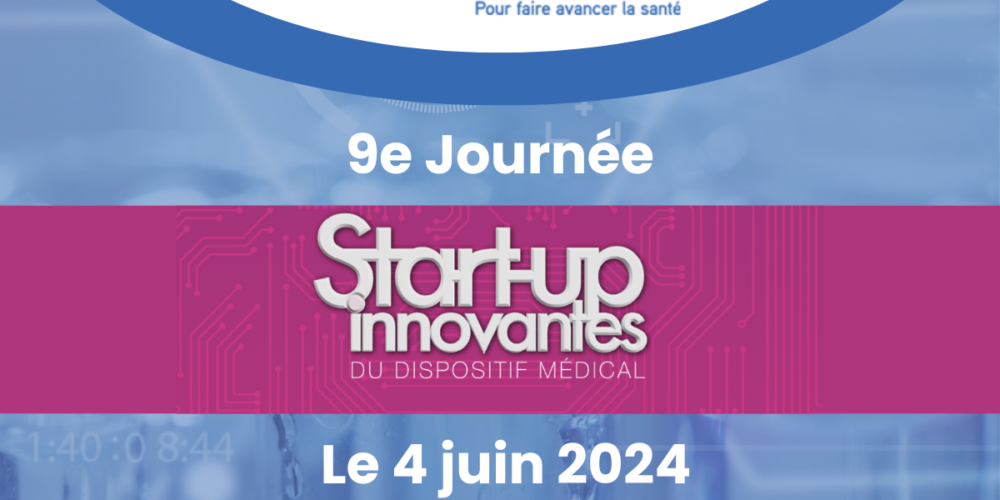 Pour faire avancer la santé
9e Journée
Start-up
innovantes
DU DISPOSITIF MÉDICAL
1:40 :0 8:44
Le 4 juin 2024